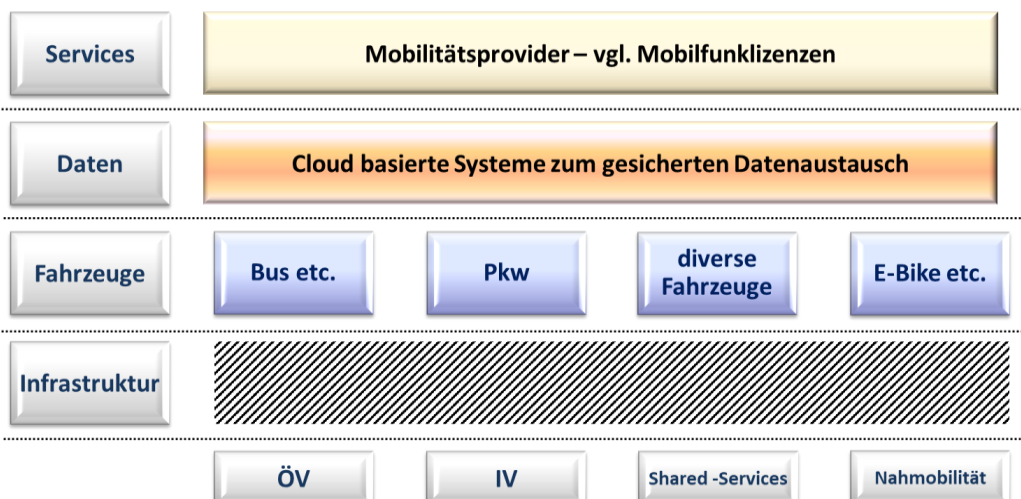 Services
Mobilitätsprovider – vgl. Mobilfunklizenzen
Daten
Cloud basierte Systeme zum gesicherten Datenaustausch
Fahrzeuge
Bus etc.
Pkw
diverse
Fahrzeuge
E-Bike etc.
Infrastruktur
ÖV
IV
Shared -Services
Nahmobilität